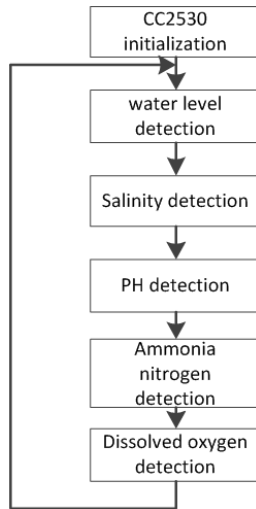 CC2530
initialization
water level
detection
Salinity detection
PH detection
Ammonia
nitrogen
detection
Dissolved oxygen
detection